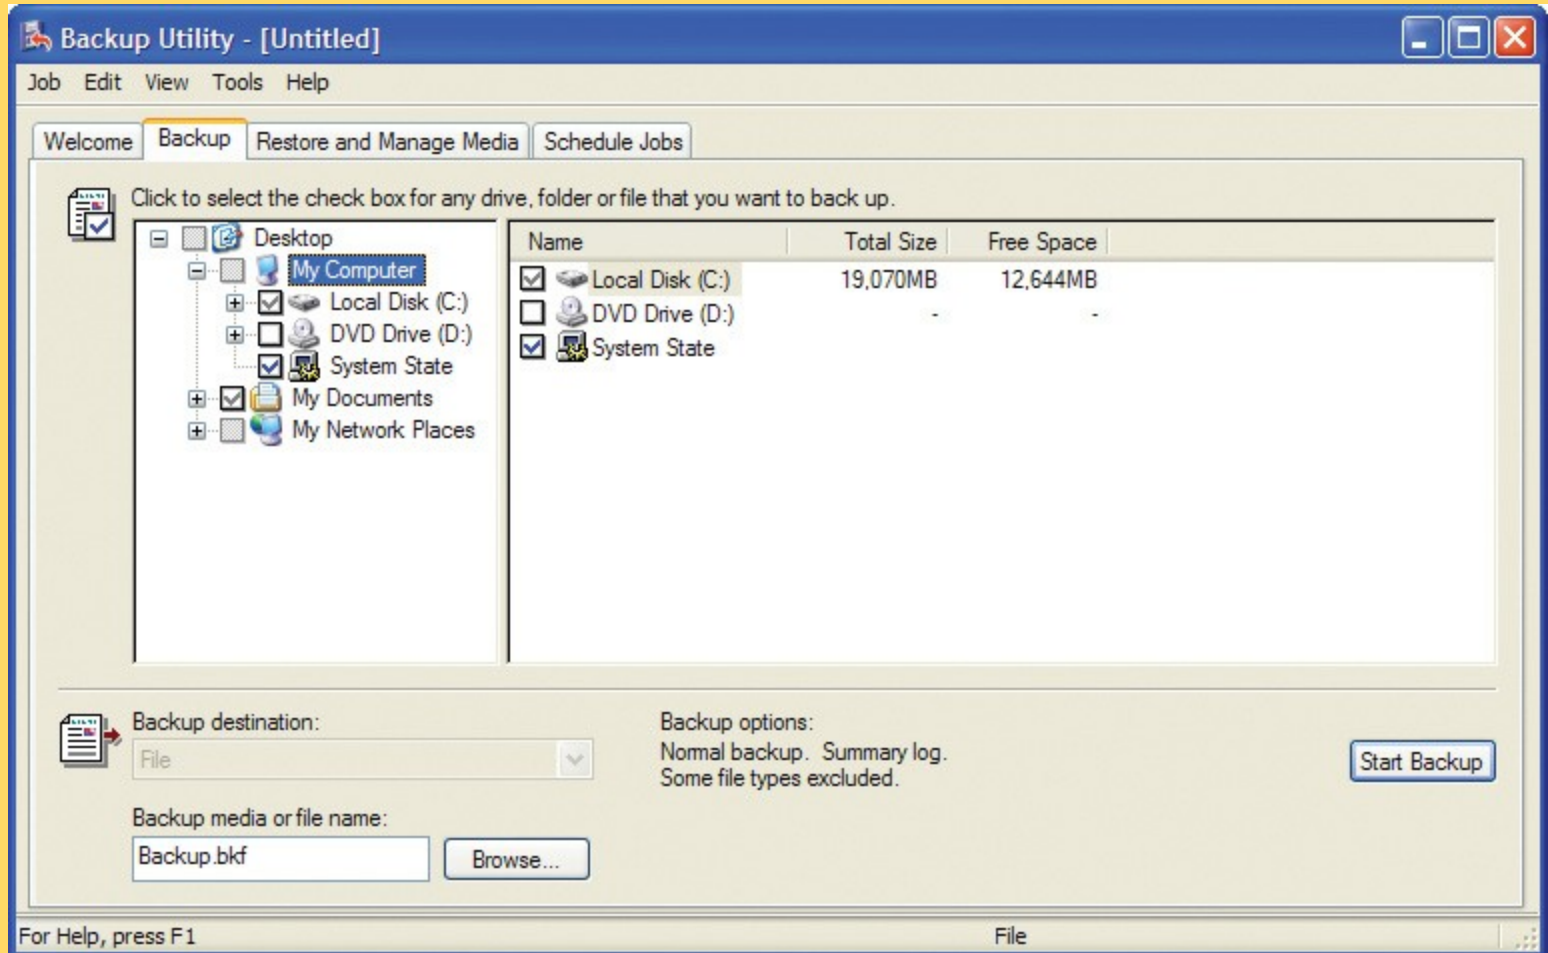 Backup Utility - [Untitled]
Job Edit View Tools Help
Welcome Backup Restore and Manage Media Schedule Jobs
Click to select the check box for any drive, folder or file that you want to back up.
Desktop
My Computer
Local Disk (C:)
DVD Drive (D:)
System State
My Documents
My Network Places
Name Total Size Free Space
Local Disk (C:) 19,070MB 12,644MB
DVD Drive (D:) - -
System State
Backup destination:
File
Backup media or file name:
Backup.bkf Browse...
Backup options:
Normal backup. Summary log.
Some file types excluded.
Start Backup
For Help, press F1 File